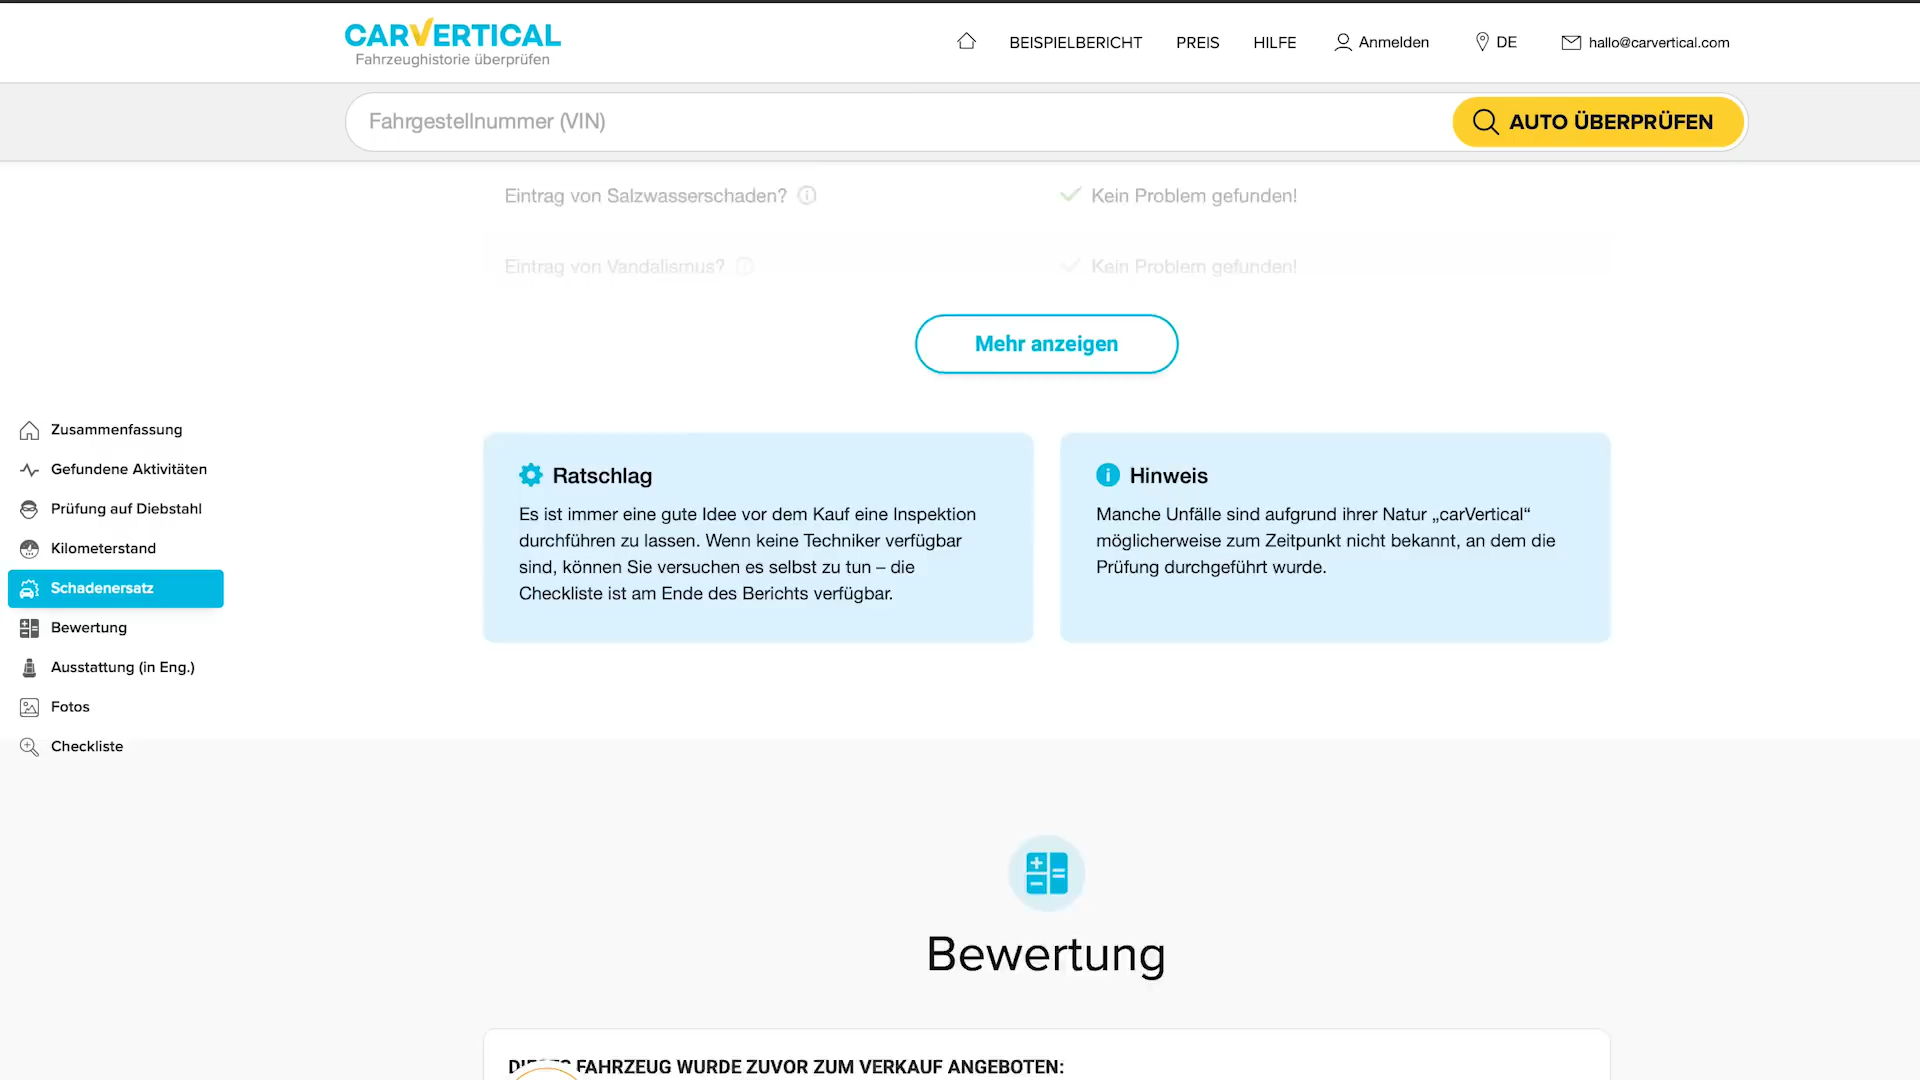 CARVERTICAL
Fahrzeughistorie überprüfen
BEISPIELBERICHT
PREIS
HILFE
Anmelden
DE
hallo@carvertical.com
Fahrgestellnummer (VIN)
AUTO ÜBERPRÜFEN
Eintrag von Salzwasserschaden?
Kein Problem gefunden!
Eintrag von Vandalismus?
Kein Problem gefunden!
Mehr anzeigen
Zusammenfassung
Gefundene Aktivitäten
Prüfung auf Diebstahl
Kilometerstand
Schadenersatz
Bewertung
Ausstattung (in Eng.)
Fotos
Checkliste
Ratschlag
Es ist immer eine gute Idee vor dem Kauf eine Inspektion
durchführen zu lassen. Wenn keine Techniker verfügbar
sind, können Sie versuchen es selbst zu tun – die
Checkliste ist am Ende des Berichts verfügbar.
Hinweis
Manche Unfälle sind aufgrund ihrer Natur „carVertical“
möglicherweise zum Zeitpunkt nicht bekannt, an dem die
Prüfung durchgeführt wurde.
Bewertung
DIESES FAHRZEUG WURDE ZUVOR ZUM VERKAUF ANGEBOTEN: